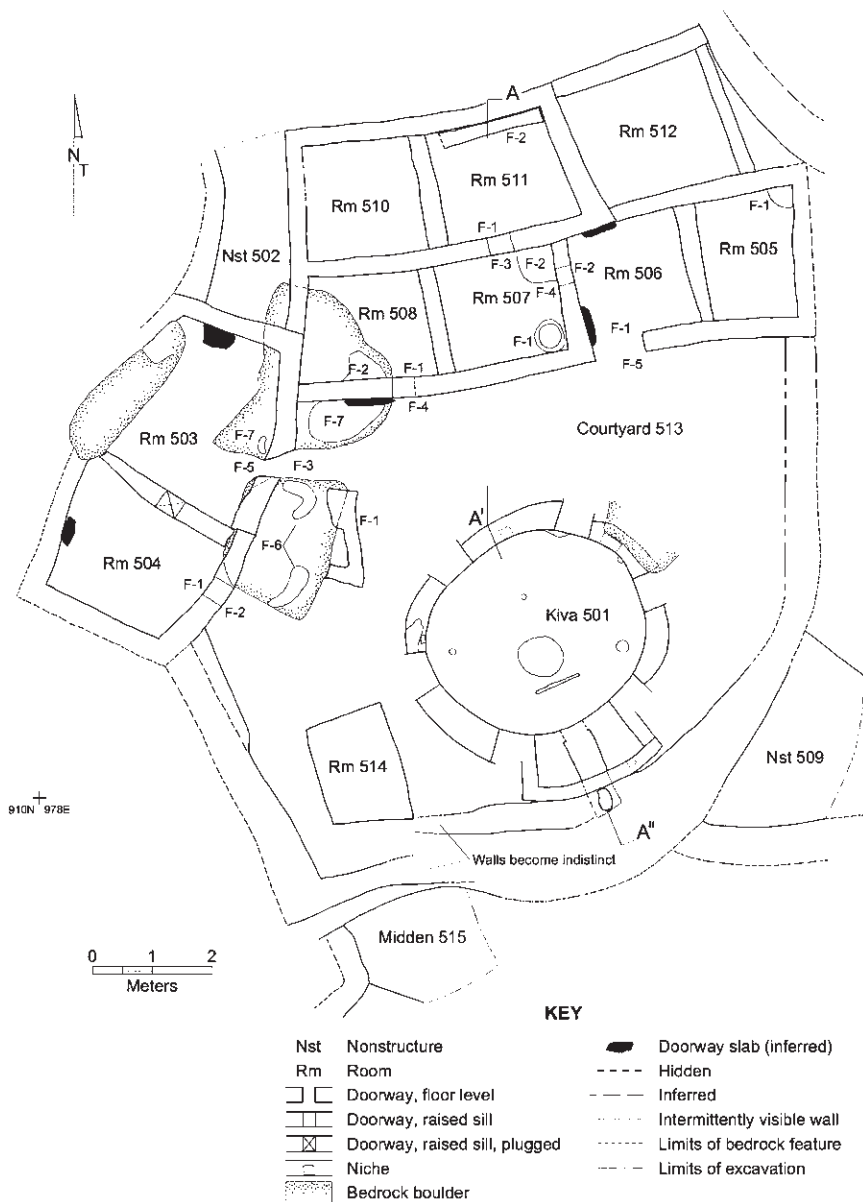 A
Rm 512
N
T
F-2
Rm 511
Rm 510
F-1
Rm 505
F-1
Nst 502
F-3
F-2
F-2
Rm 506
Rm 508
Rm 507
F-4
F-1
F-1
F-2
F-1
F-5
F-4
F-7
Courtyard 513
Rm 503
F-7
F-5
F-3
A'
F-1
F-6
Rm 504
F-1
F-2
Kiva 501
Rm 514
Nst 509
910N 978E
A"
Walls become indistinct
Midden 515
0 1 2
Meters
KEY
Nst Nonstructure
Rm Room
Doorway, floor level
Doorway, raised sill
Doorway, raised sill, plugged
Niche
Bedrock boulder
Doorway slab (inferred)
Hidden
Inferred
Intermittently visible wall
Limits of bedrock feature
Limits of excavation